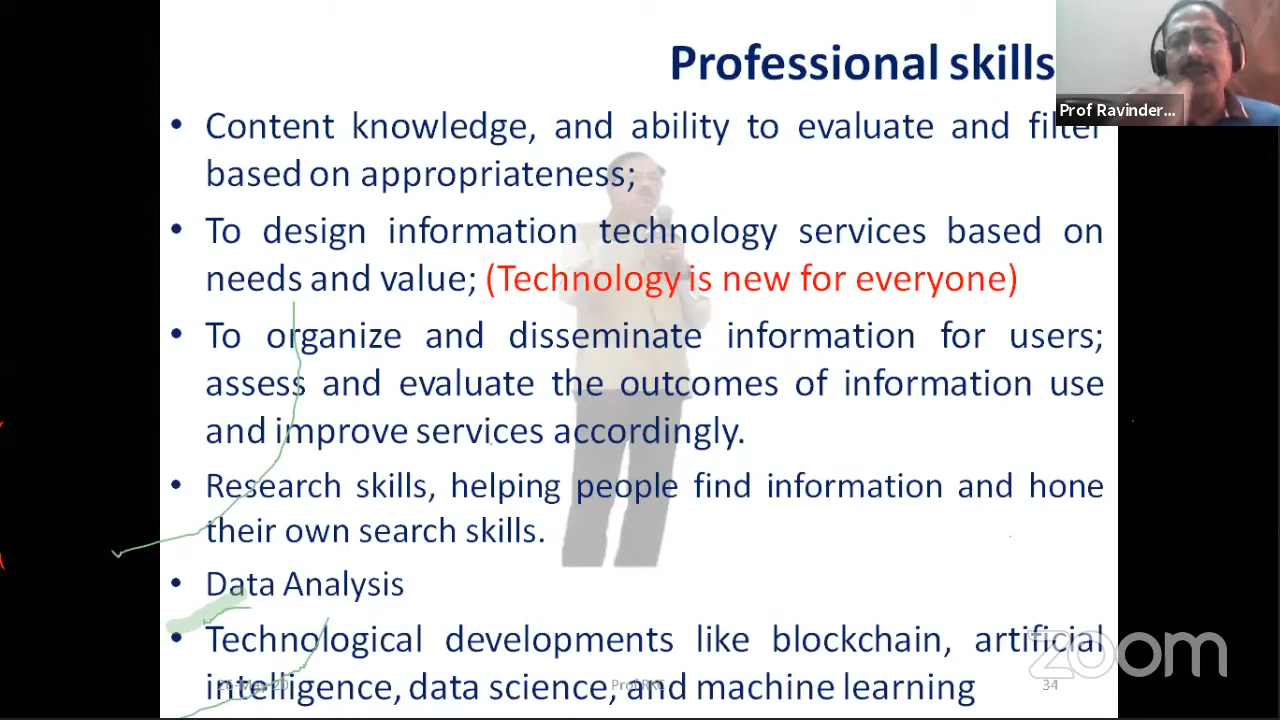 Professional skills
Prof Ravinder...
• Content knowledge, and ability to evaluate and filter
based on appropriateness;
• To design information technology services based on
needs and value; (Technology is new for everyone)
• To organize and disseminate information for users;
assess and evaluate the outcomes of information use
and improve services accordingly.
• Research skills, helping people find information and hone
their own search skills.
• Data Analysis
• Technological developments like blockchain, artificial
intelligence, data science, and machine learning
zoom
34